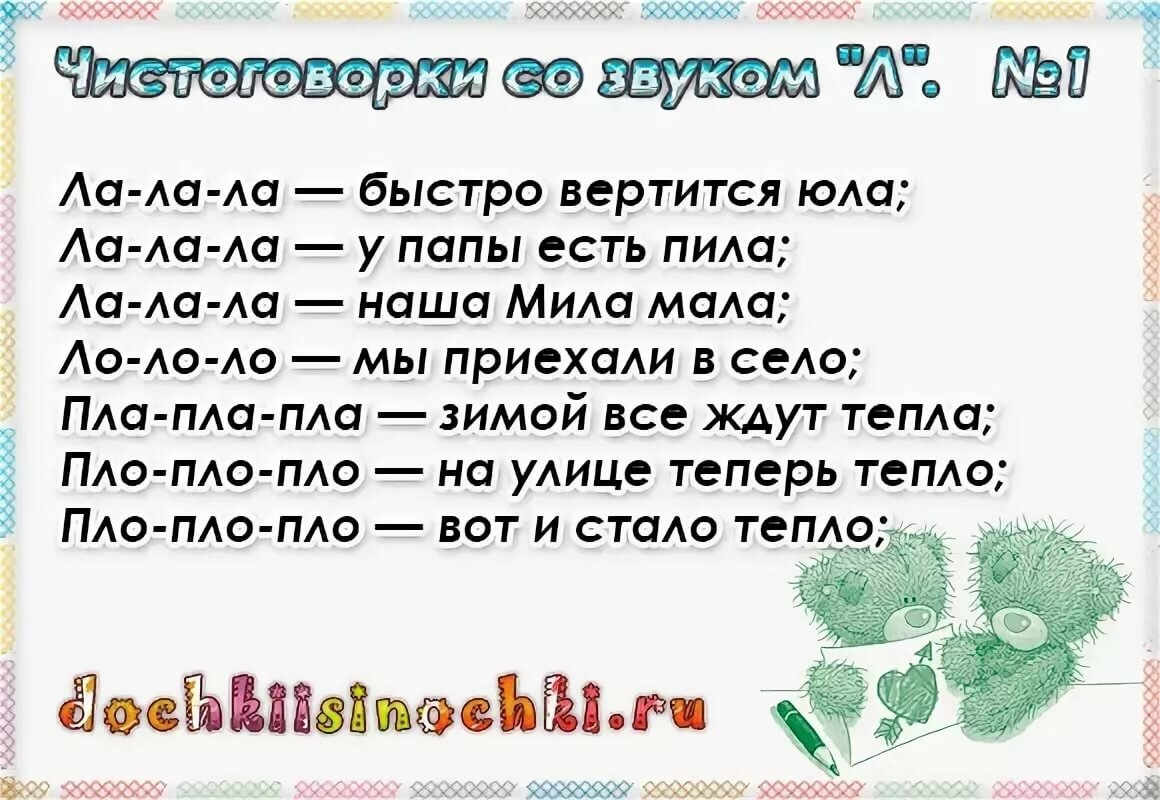 Чистоговорки со звуком "Л". №1
Ла-ла-ла — быстро вертится юла;
Ла-ла-ла — у папы есть пила;
Ла-ла-ла — наша Мила мала;
Ло-ло-ло — мы приехали в село;
Пла-пла-пла — зимой все ждут тепла;
Пло-пло-пло — на улице теперь тепло;
Пло-пло-пло — вот и стало тепло;
dochkiisinochki.ru